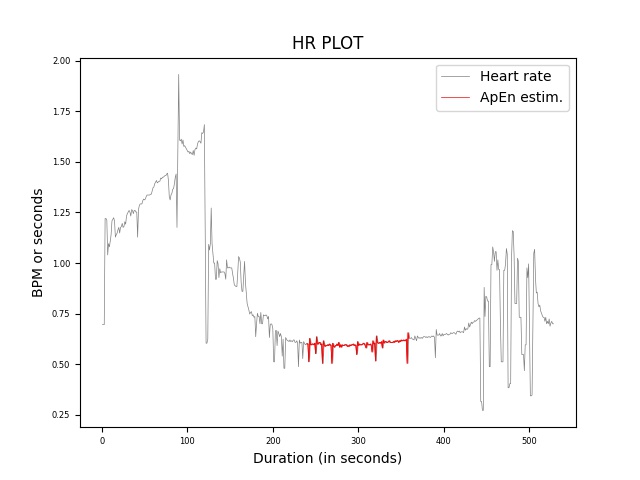 HR PLOT
Heart rate
ApEn estim.
BPM or seconds
2.00
1.75
1.50
1.25
1.00
0.75
0.50
0.25
0 100 200 300 400 500
Duration (in seconds)